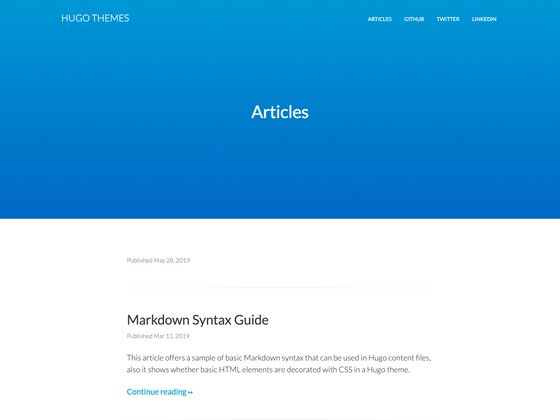 HUGO THEMES
ARTICLES GITHUB TWITTER LINKEDIN
Articles
Published May 28, 2019
Markdown Syntax Guide
Published Mar 11, 2019
This article offers a sample of basic Markdown syntax that can be used in Hugo content files,
also it shows whether basic HTML elements are decorated with CSS in a Hugo theme.
Continue reading ↦